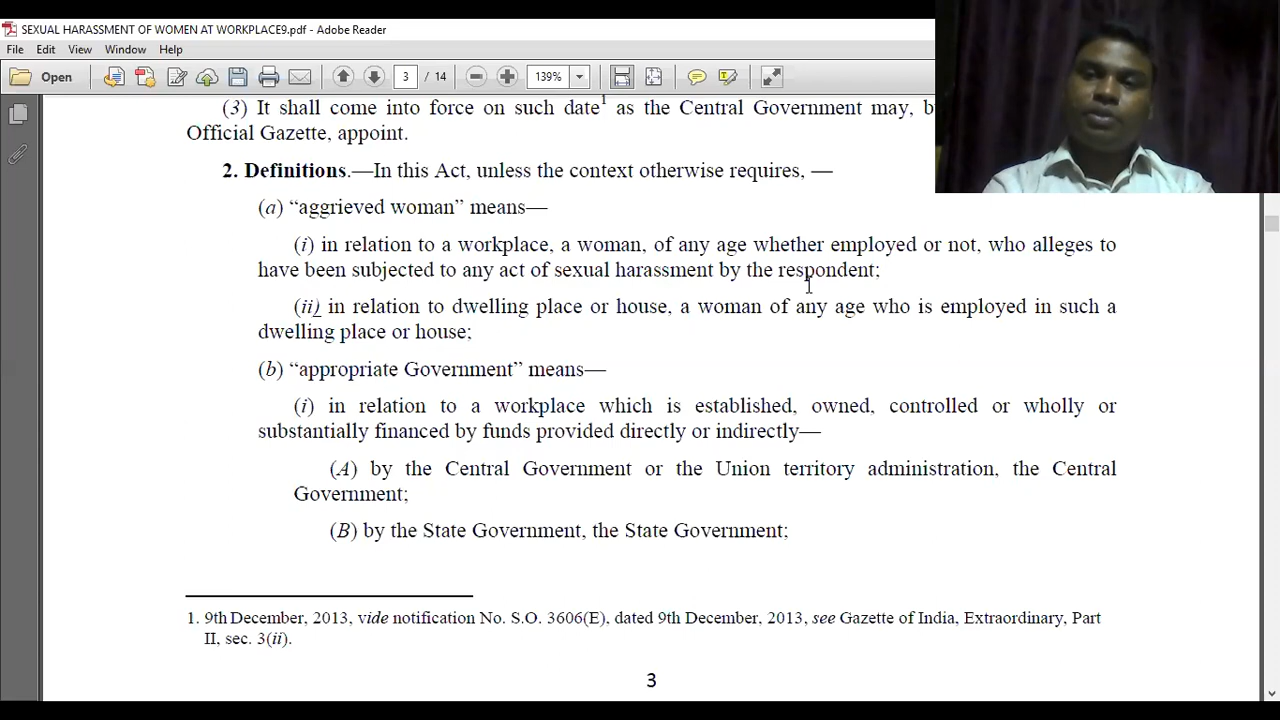 SEXUAL HARASSMENT OF WOMEN AT WORKPLACE9.pdf - Adobe Reader
File Edit View Window Help
Open 3 / 14 139%
(3) It shall come into force on such date1 as the Central Government may,
Official Gazette, appoint.
2. Definitions.—In this Act, unless the context otherwise requires, —
(a) “aggrieved woman” means—
(i) in relation to a workplace, a woman, of any age whether employed or not, who alleges to
have been subjected to any act of sexual harassment by the respondent;
(ii) in relation to dwelling place or house, a woman of any age who is employed in such a
dwelling place or house;
(b) “appropriate Government” means—
(i) in relation to a workplace which is established, owned, controlled or wholly or
substantially financed by funds provided directly or indirectly—
(A) by the Central Government or the Union territory administration, the Central
Government;
(B) by the State Government, the State Government;
1. 9th December, 2013, vide notification No. S.O. 3606(E), dated 9th December, 2013, see Gazette of India, Extraordinary, Part
II, sec. 3(ii).
3